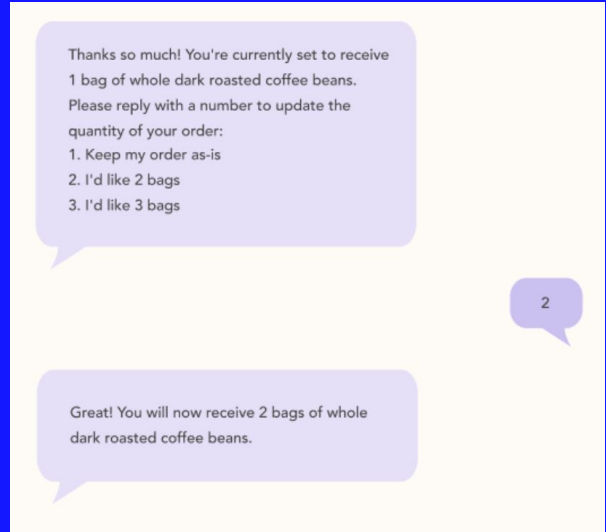 Thanks so much! You're currently set to receive
1 bag of whole dark roasted coffee beans.
Please reply with a number to update the
quantity of your order:
1. Keep my order as-is
2. I'd like 2 bags
3. I'd like 3 bags
2
Great! You will now receive 2 bags of whole
dark roasted coffee beans.